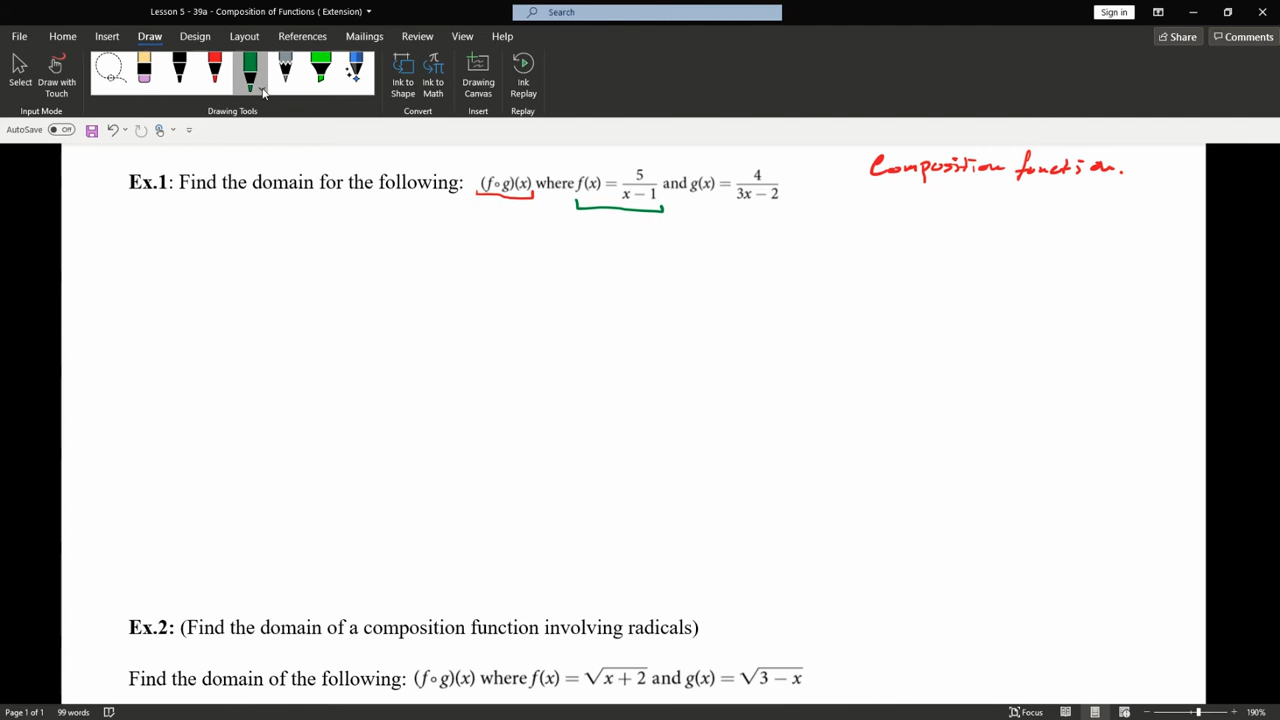 Lesson 5 - 39a - Composition of Functions ( Extension)
Search
Sign in
File Home Insert Draw Design Layout References Mailings Review View Help
Share Comments
Select Draw with Touch Ink to Shape Ink to Math Drawing Canvas Ink Replay
Input Mode Drawing Tools Convert Insert Replay
AutoSave Off
Composition function.
Ex.1: Find the domain for the following: (f∘g)(x) where f(x) = 5/(x − 1) and g(x) = 4/(3x − 2)
Ex.2: (Find the domain of a composition function involving radicals)
Find the domain of the following: (f∘g)(x) where f(x) = √(x + 2) and g(x) = √(3 − x)
Page 1 of 1 99 words Focus 190%